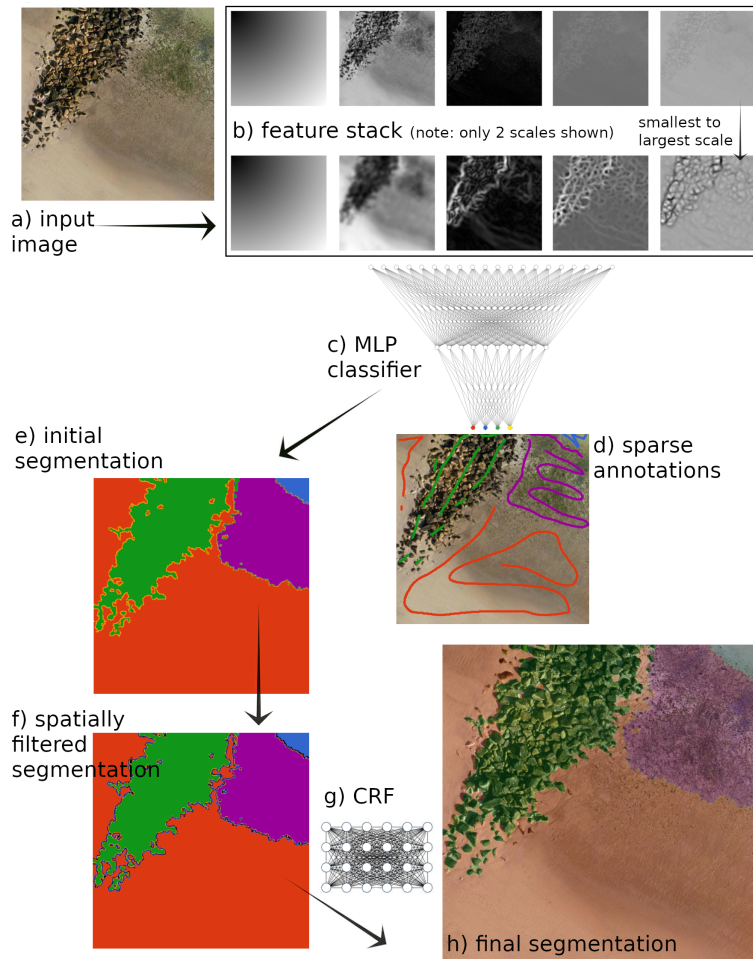 b) feature stack (note: only 2 scales shown)
smallest to
largest scale
a) input
image
c) MLP
classifier
d) sparse
annotations
e) initial
segmentation
f) spatially
filtered
segmentation
g) CRF
h) final segmentation